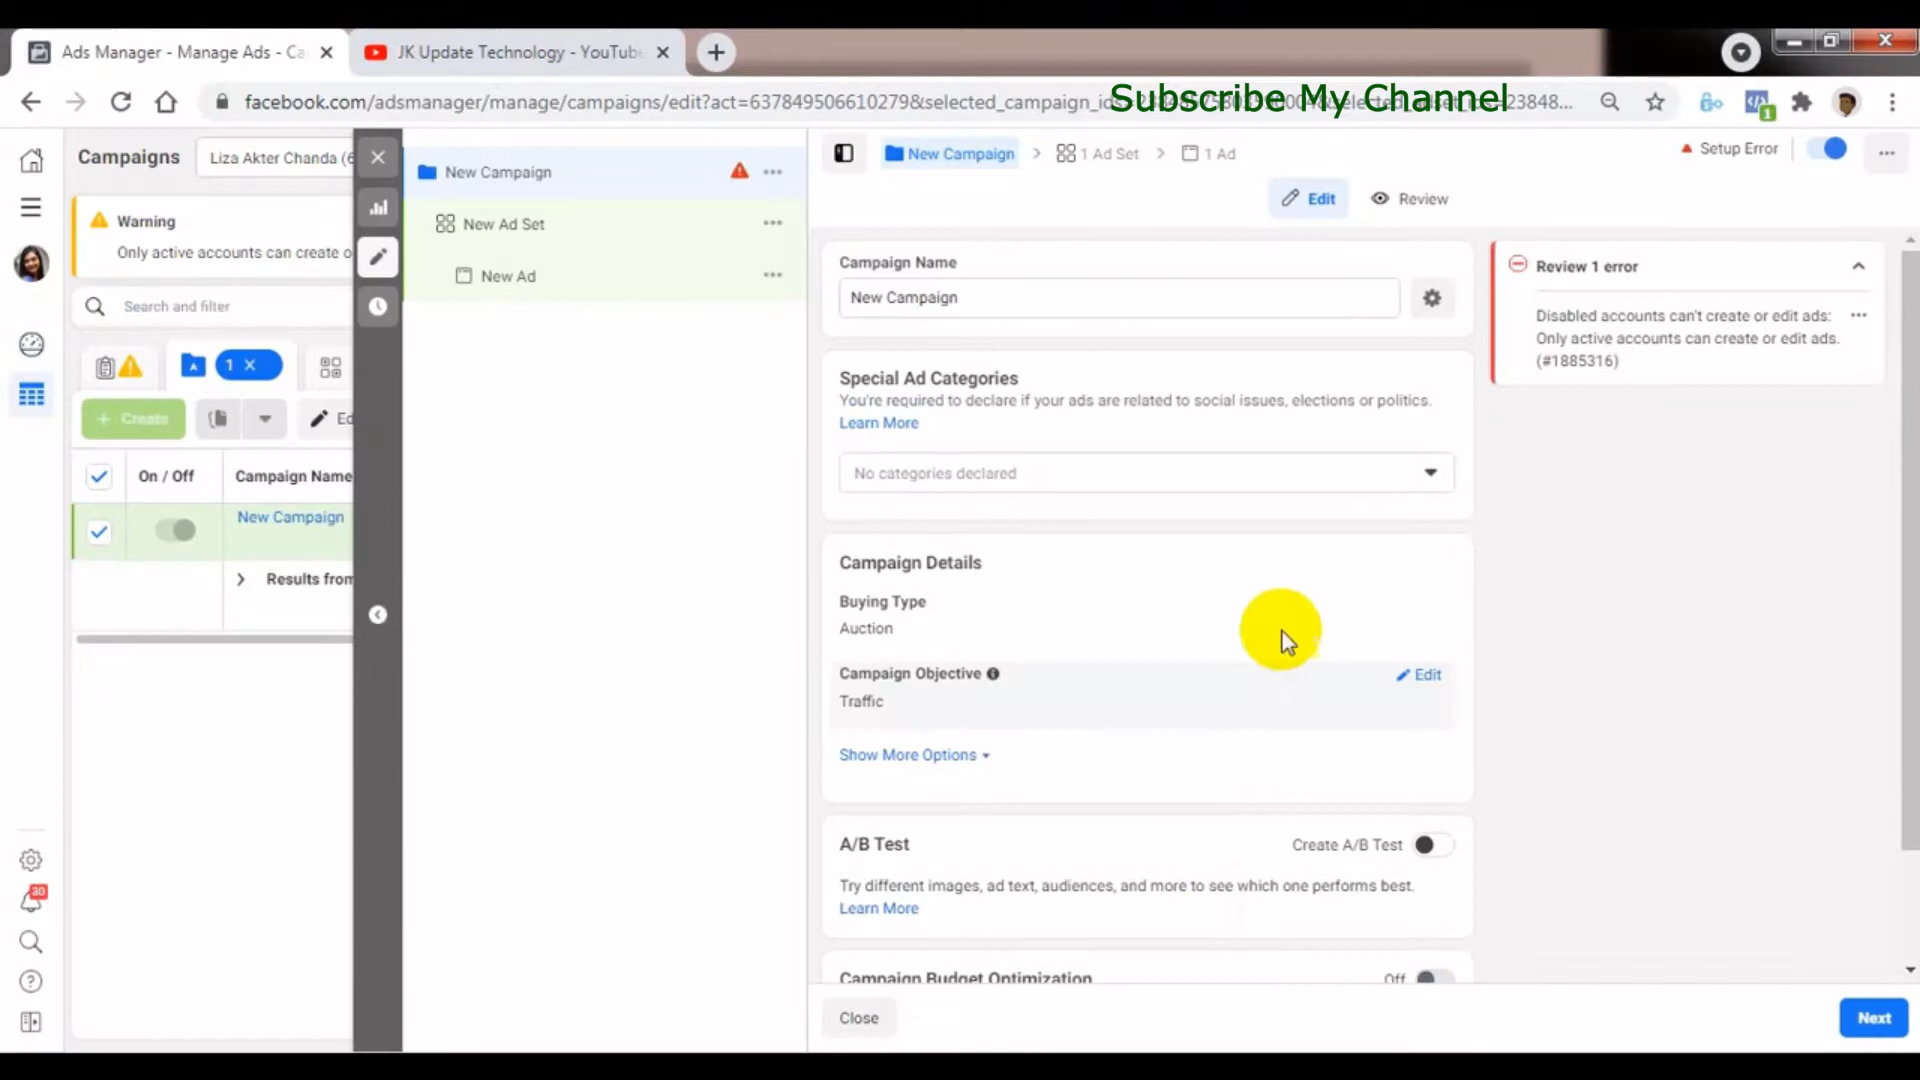 Ads Manager - Manage Ads - Ca
JK Update Technology - YouTube
Subscribe My Channel
facebook.com/adsmanager/manage/campaigns/edit?act=637849506610279&selected_campaign_ids
23848...
1
Campaigns
Liza Akter Chanda (6
Warning
Only active accounts can create o
Search and filter
1
Create
Ed
On / Off
Campaign Name
New Campaign
Results from
30
New Campaign
New Ad Set
New Ad
New Campaign
1 Ad Set
1 Ad
Setup Error
Edit
Review
Campaign Name
New Campaign
Special Ad Categories
You're required to declare if your ads are related to social issues, elections or politics.
Learn More
No categories declared
Campaign Details
Buying Type
Auction
Campaign Objective
Edit
Traffic
Show More Options
A/B Test
Create A/B Test
Try different images, ad text, audiences, and more to see which one performs best.
Learn More
Campaign Budget Optimization
Off
Review 1 error
Disabled accounts can't create or edit ads:
Only active accounts can create or edit ads.
(#1885316)
Close
Next